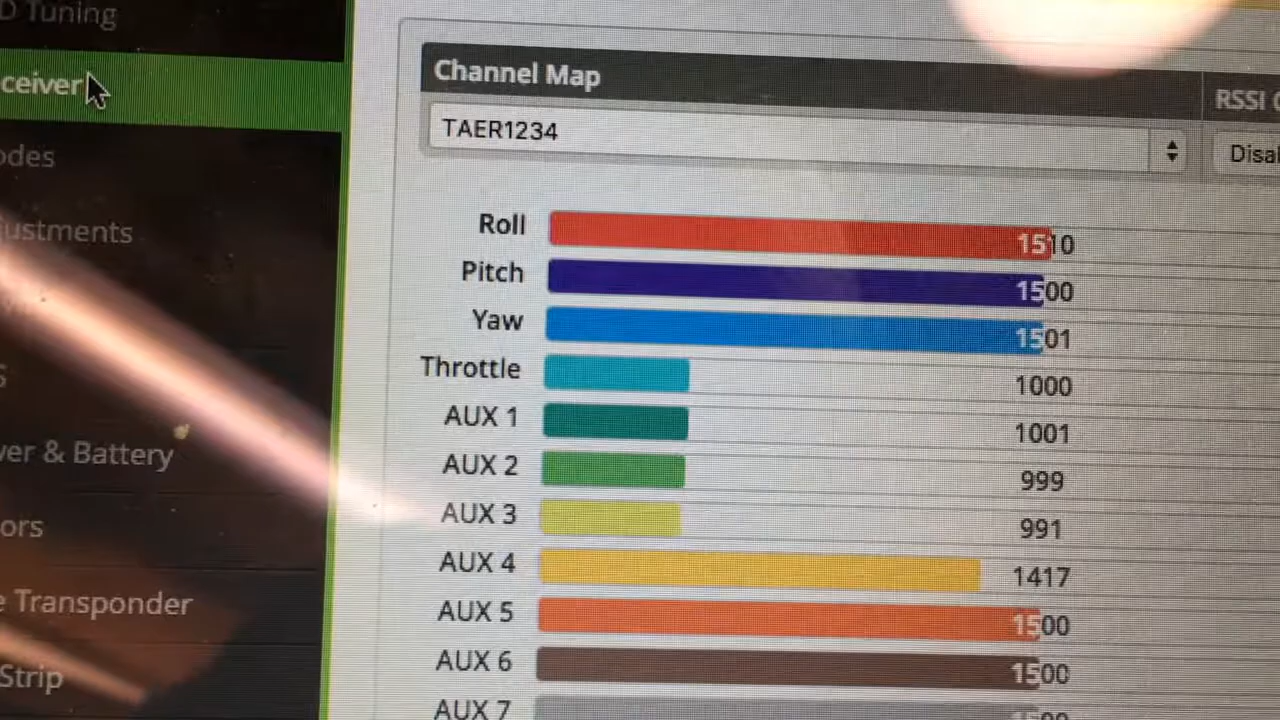 D Tuning
ceiver
odes
justments
ver & Battery
ors
e Transponder
Strip
Channel Map
RSSI
TAER1234
Disa
Roll 1510
Pitch 1500
Yaw 1501
Throttle 1000
AUX 1 1001
AUX 2 999
AUX 3 991
AUX 4 1417
AUX 5 1500
AUX 6 1500
AUX 7